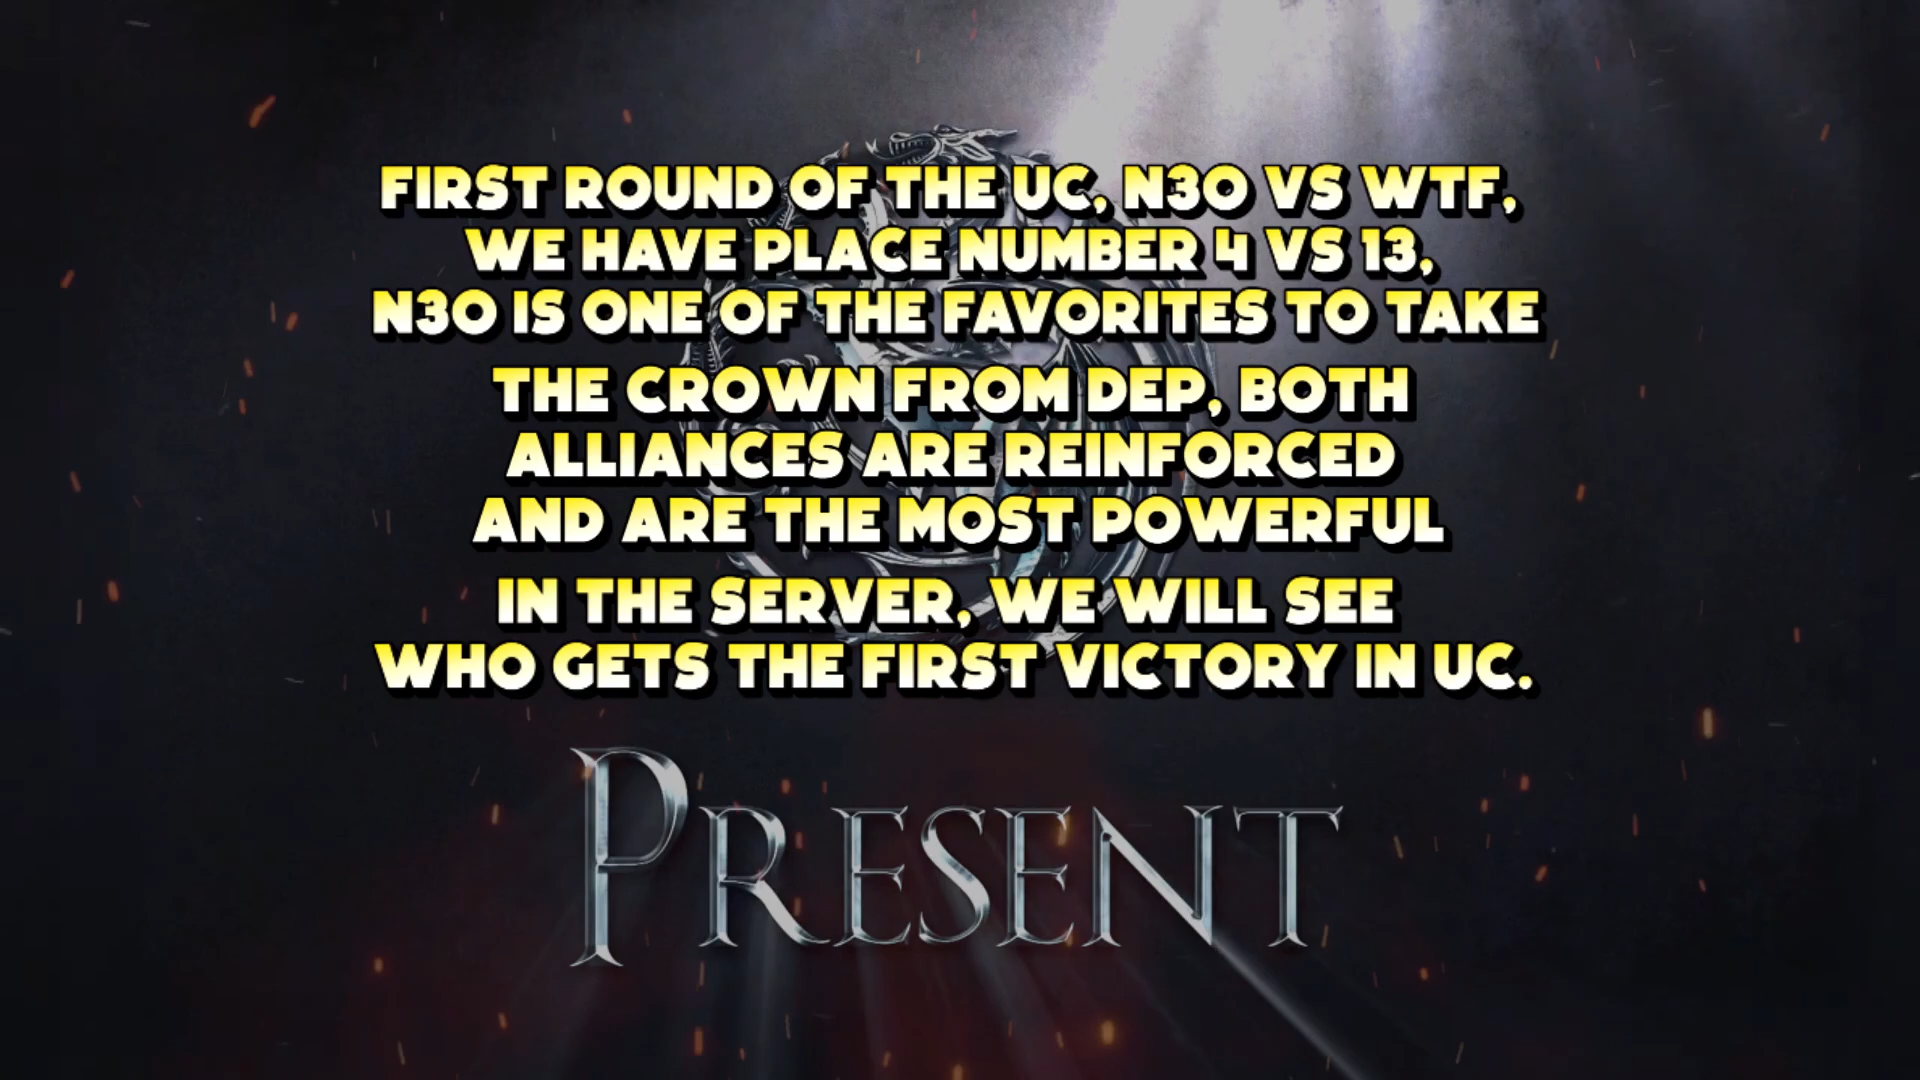 FIRST ROUND OF THE UC, N3O VS WTF,
WE HAVE PLACE NUMBER 4 VS 13,
N3O IS ONE OF THE FAVORITES TO TAKE
THE CROWN FROM DEP, BOTH
ALLIANCES ARE REINFORCED
AND ARE THE MOST POWERFUL
IN THE SERVER, WE WILL SEE
WHO GETS THE FIRST VICTORY IN UC.
PRESENT